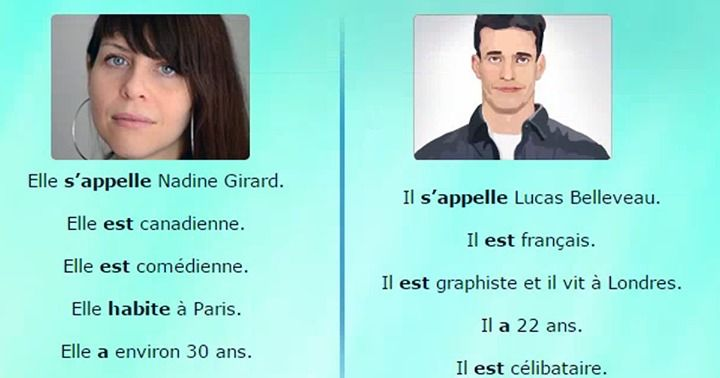 Elle s’appelle Nadine Girard.
Elle est canadienne.
Elle est comédienne.
Elle habite à Paris.
Elle a environ 30 ans.
Il s’appelle Lucas Belleveau.
Il est français.
Il est graphiste et il vit à Londres.
Il a 22 ans.
Il est célibataire.